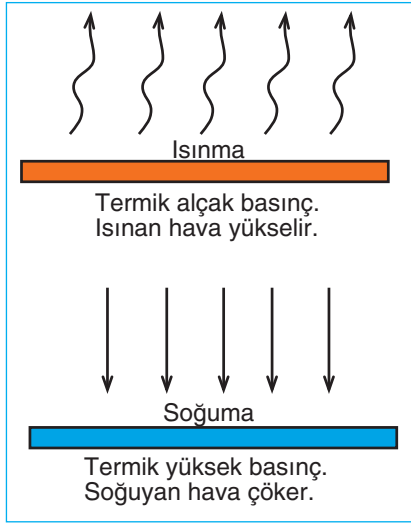 Isınma
Termik alçak basınç.
Isınan hava yükselir.
Soğuma
Termik yüksek basınç.
Soğuyan hava çöker.